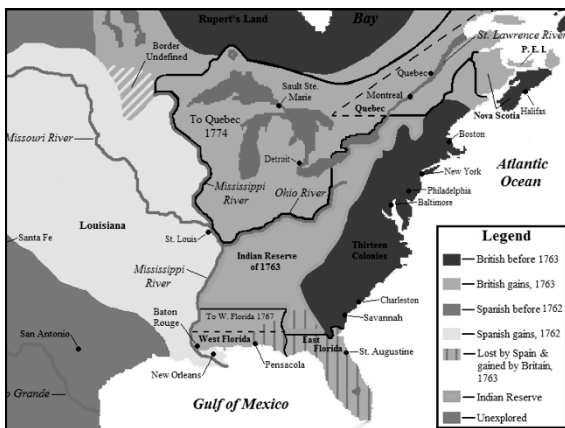 Rupert's Land
Bay
St. Lawrence River
Border
Undefined
P. E. I.
Quebec
Sault Ste.
Marie
Montreal
Quebec
Nova Scotia
Halifax
To Quebec
1774
Missouri River
Boston
Detroit
New York
Atlantic
Ocean
Mississippi
River
Ohio River
Philadelphia
Baltimore
Louisiana
Santa Fe
St. Louis
Indian Reserve
of 1763
Thirteen
Colonies
Mississippi
River
Charleston
Savannah
Baton
Rouge
To W. Florida 1767
West Florida
East
Florida
San Antonio
St. Augustine
Pensacola
New Orleans
o Grande
Gulf of Mexico
Legend
British before 1763
British gains, 1763
Spanish before 1762
Spanish gains, 1762
Lost by Spain &
gained by Britain,
1763
Indian Reserve
Unexplored